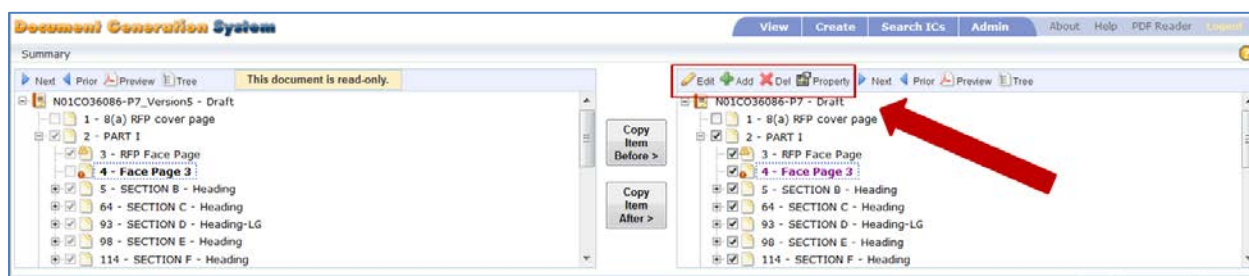 Document Generation System
View Create Search ICs Admin About Help PDF Reader Logout
Summary
Next Prior Preview Tree This document is read-only.
N01CO36086-P7_Version5 - Draft
1 - 8(a) RFP cover page
2 - PART I
3 - RFP Face Page
4 - Face Page 3
5 - SECTION B - Heading
64 - SECTION C - Heading
93 - SECTION D - Heading-LG
98 - SECTION E - Heading
114 - SECTION F - Heading
Copy
Item
Before >
Copy
Item
After >
Edit Add Del Property Next Prior Preview Tree
N01CO36086-P7 - Draft
1 - 8(a) RFP cover page
2 - PART I
3 - RFP Face Page
4 - Face Page 3
5 - SECTION B - Heading
64 - SECTION C - Heading
93 - SECTION D - Heading-LG
98 - SECTION E - Heading
114 - SECTION F - Heading